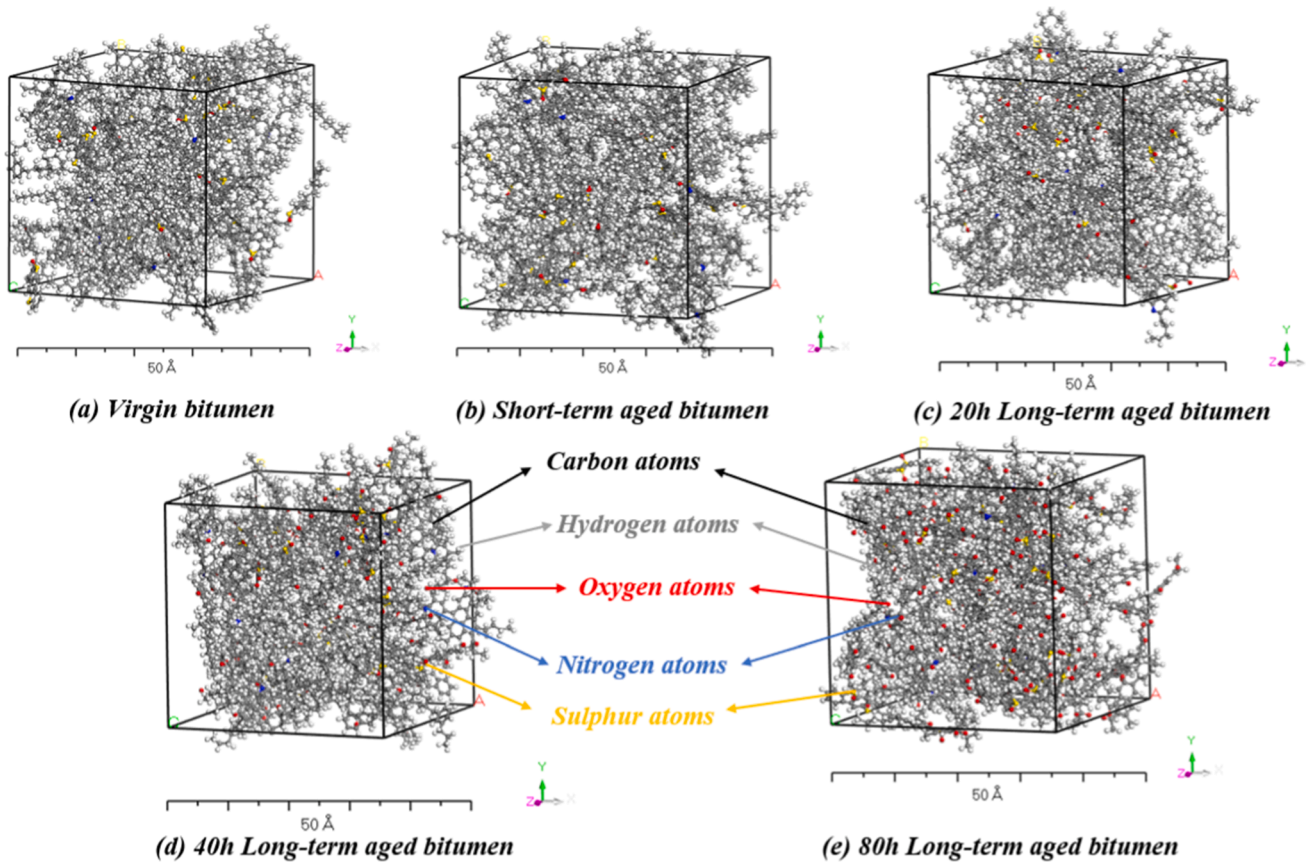 B
C
A
Y
Z
X
50 Å
(a) Virgin bitumen
B
C
A
Y
Z
X
50 Å
(b) Short-term aged bitumen
B
C
A
Y
Z
50 Å
(c) 20h Long-term aged bitumen
Carbon atoms
Hydrogen atoms
Oxygen atoms
Nitrogen atoms
Sulphur atoms
C
A
Y
Z
X
50 Å
(d) 40h Long-term aged bitumen
B
C
A
Y
Z
X
50 Å
(e) 80h Long-term aged bitumen